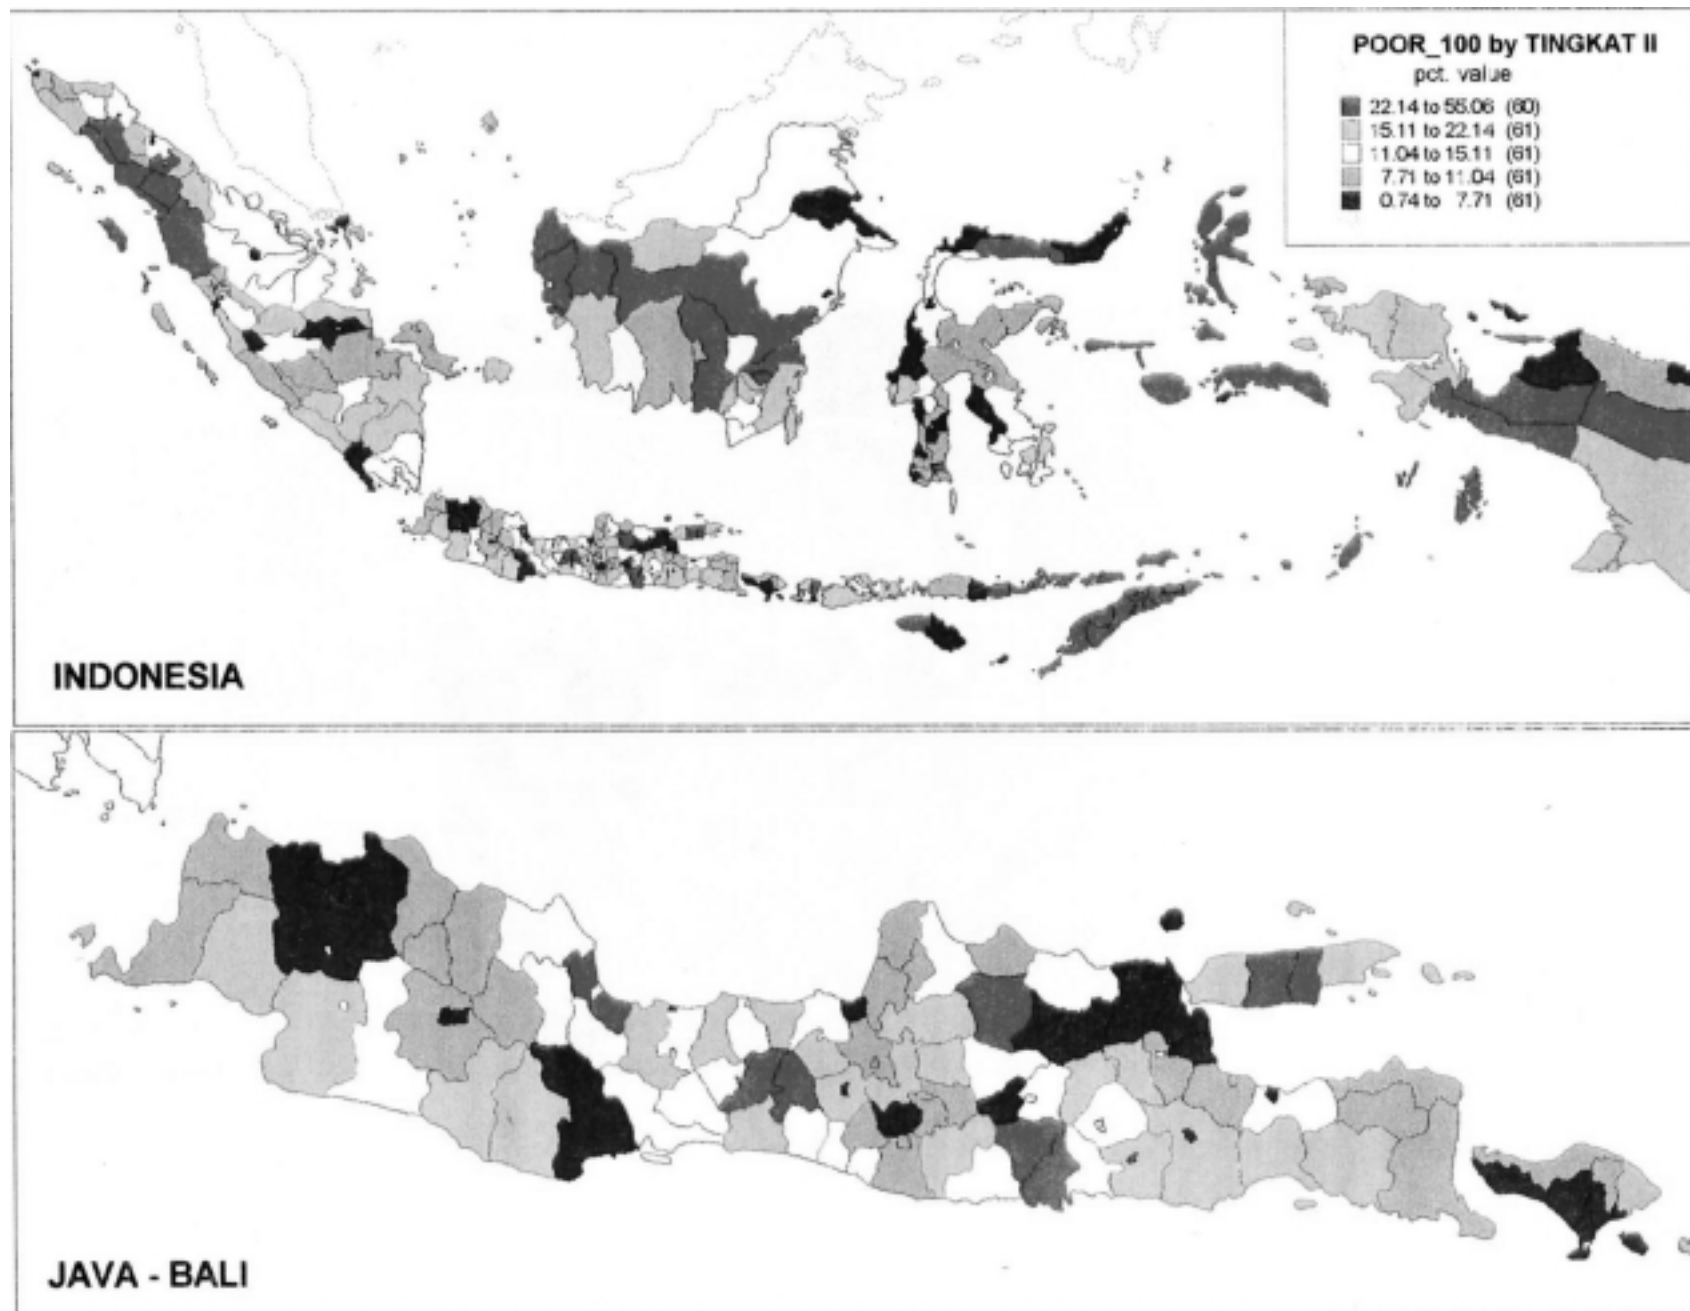 POOR_100 by TINGKAT II
pct. value
22.14 to 55.06 (60)
15.11 to 22.14 (61)
11.04 to 15.11 (61)
7.71 to 11.04 (61)
0.74 to 7.71 (61)
INDONESIA
JAVA - BALI